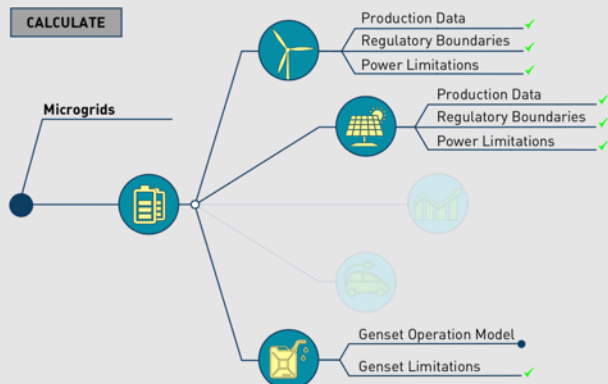 CALCULATE
Production Data
Regulatory Boundaries
Power Limitations
Production Data
Regulatory Boundaries
Power Limitations
Microgrids
Genset Operation Model
Genset Limitations